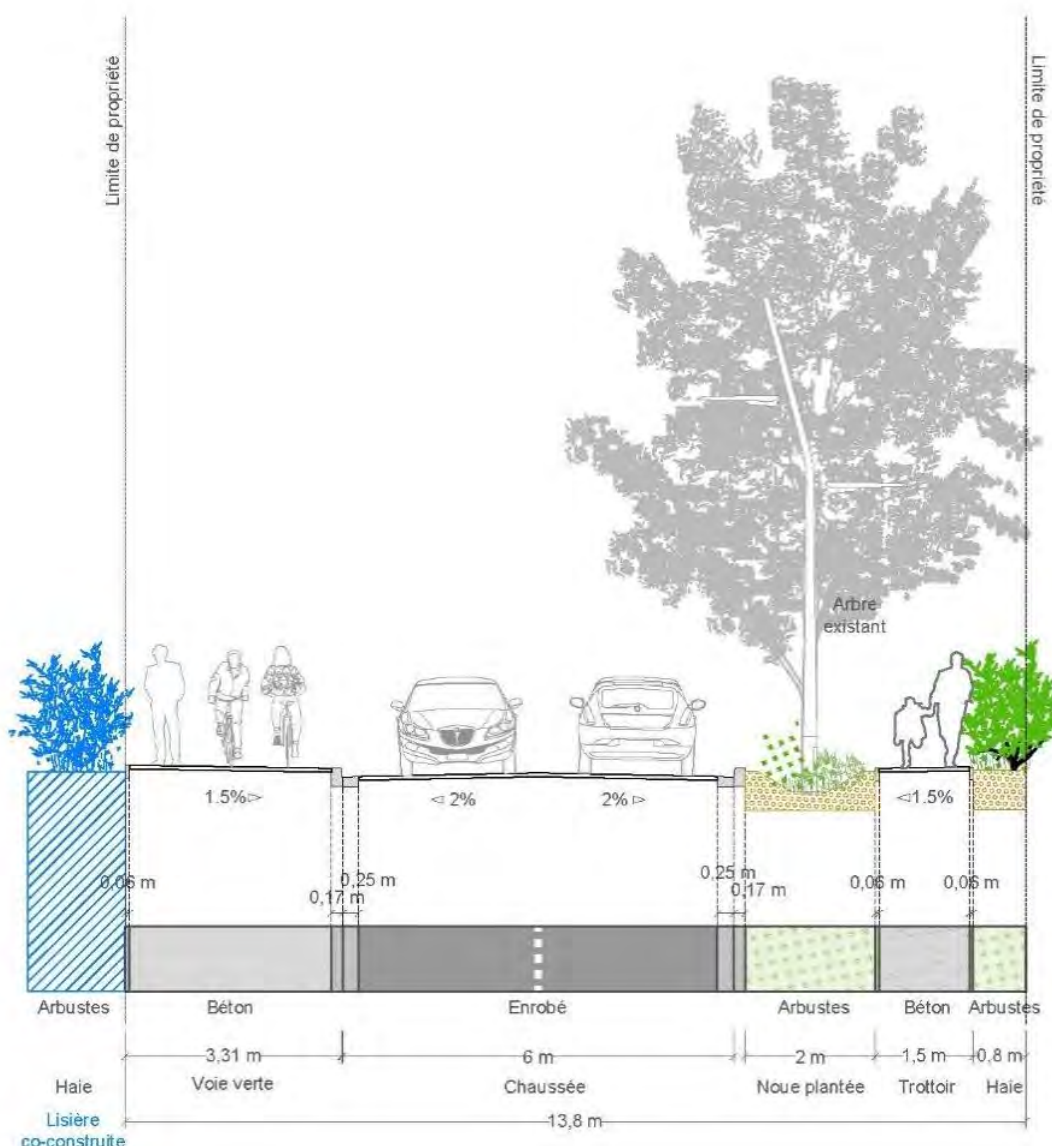 Limite de propriété
Limite de propriété
Arbre
existant
1.5%
2%
2%
1.5%
0,06 m
0,17 m
0,25 m
0,25 m
0,17 m
0,06 m
0,06 m
Arbustes
Béton
Enrobé
Arbustes
Béton
Arbustes
3,31 m
6 m
2 m
1,5 m
0,8 m
Haie
Voie verte
Chaussée
Noue plantée
Trottoir
Haie
Lisière
co-construite
13,8 m